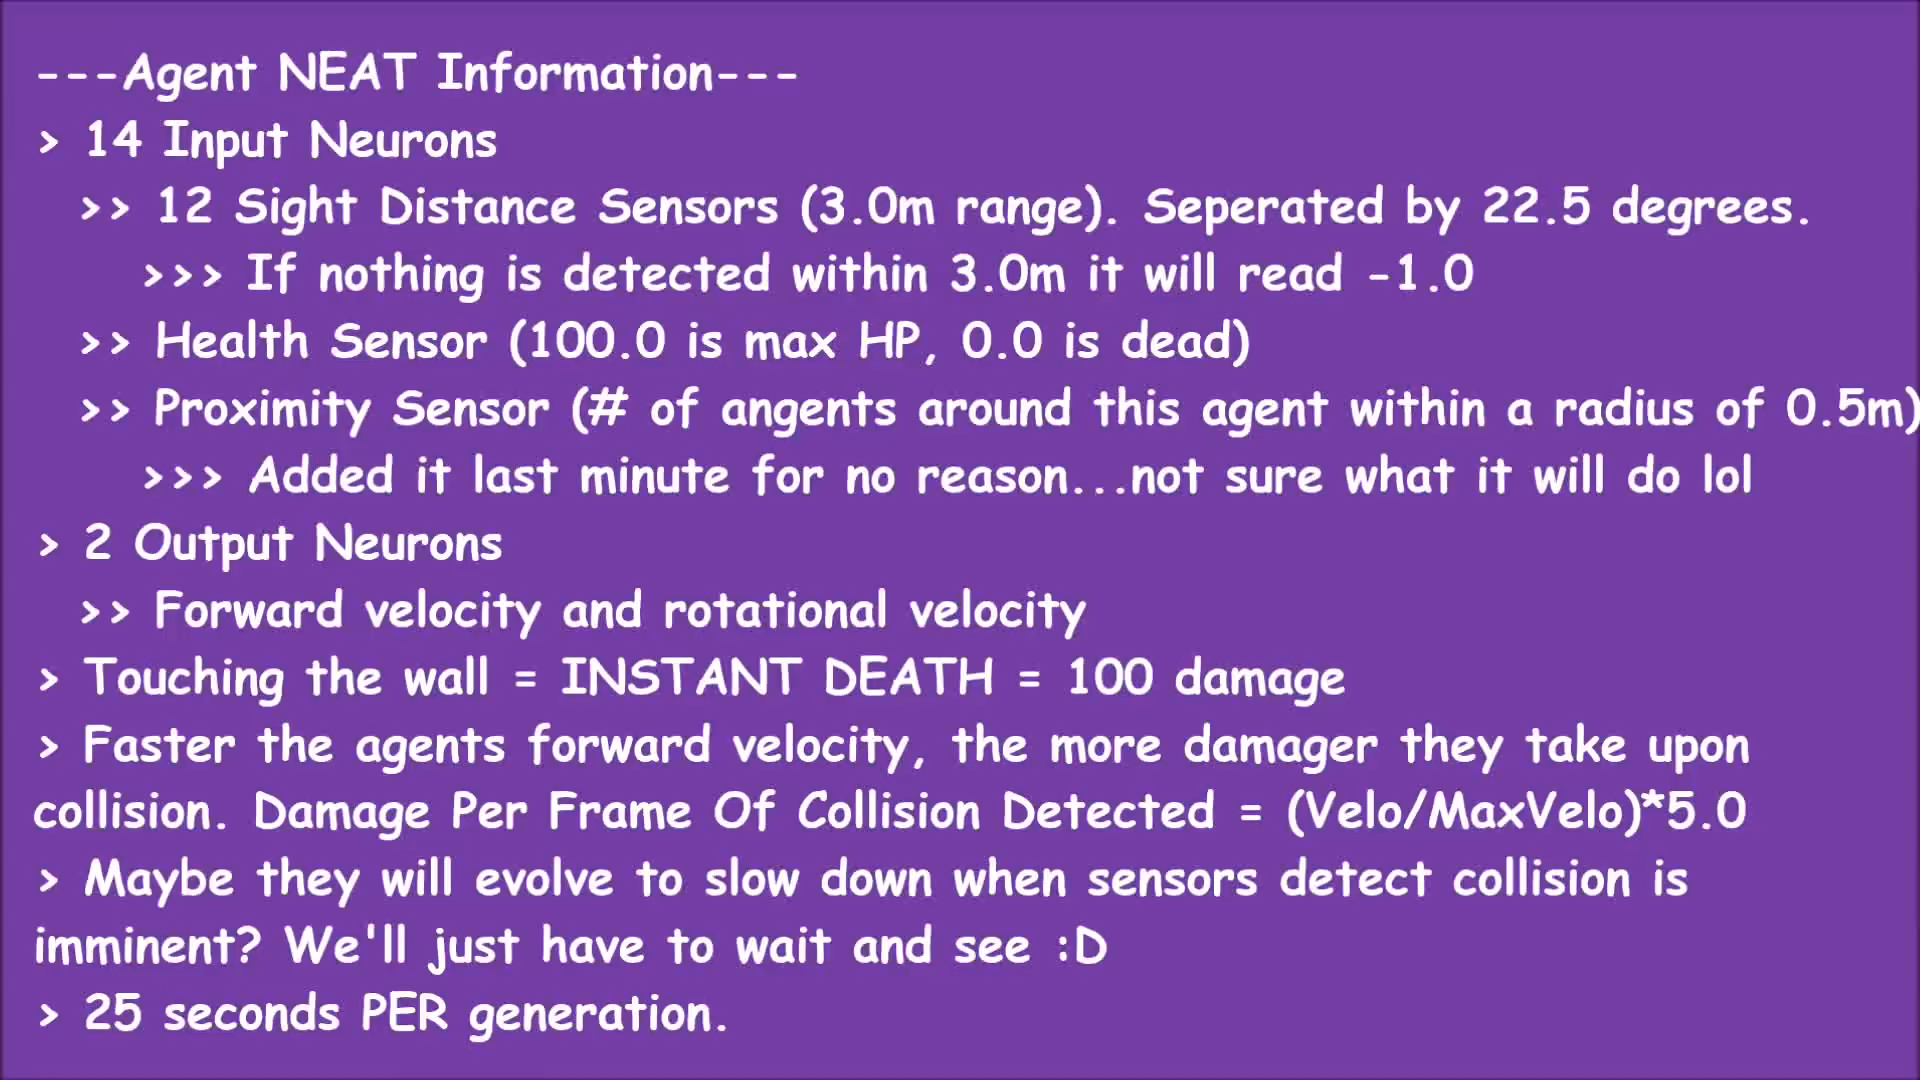 ---Agent NEAT Information---
> 14 Input Neurons
>> 12 Sight Distance Sensors (3.0m range). Seperated by 22.5 degrees.
>>> If nothing is detected within 3.0m it will read -1.0
>> Health Sensor (100.0 is max HP, 0.0 is dead)
>> Proximity Sensor (# of angents around this agent within a radius of 0.5m)
>>> Added it last minute for no reason...not sure what it will do lol
> 2 Output Neurons
>> Forward velocity and rotational velocity
> Touching the wall = INSTANT DEATH = 100 damage
> Faster the agents forward velocity, the more damager they take upon
collision. Damage Per Frame Of Collision Detected = (Velo/MaxVelo)*5.0
> Maybe they will evolve to slow down when sensors detect collision is
imminent? We'll just have to wait and see :D
> 25 seconds PER generation.